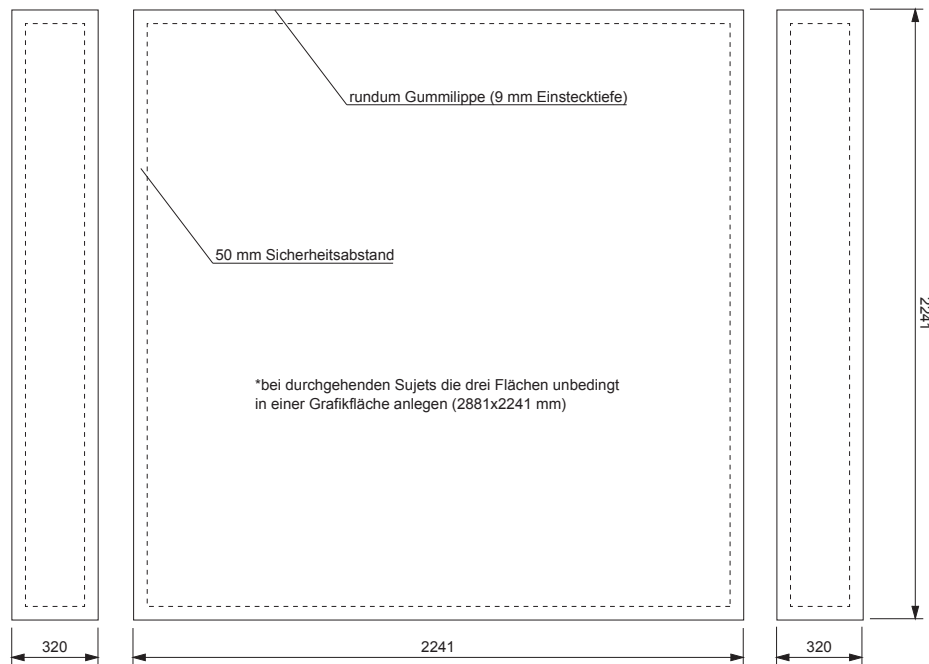 rundum Gummilippe (9 mm Einstecktiefe)
50 mm Sicherheitsabstand
2241
*bei durchgehenden Sujets die drei Flächen unbedingt
in einer Grafikfläche anlegen (2881x2241 mm)
320
2241
320